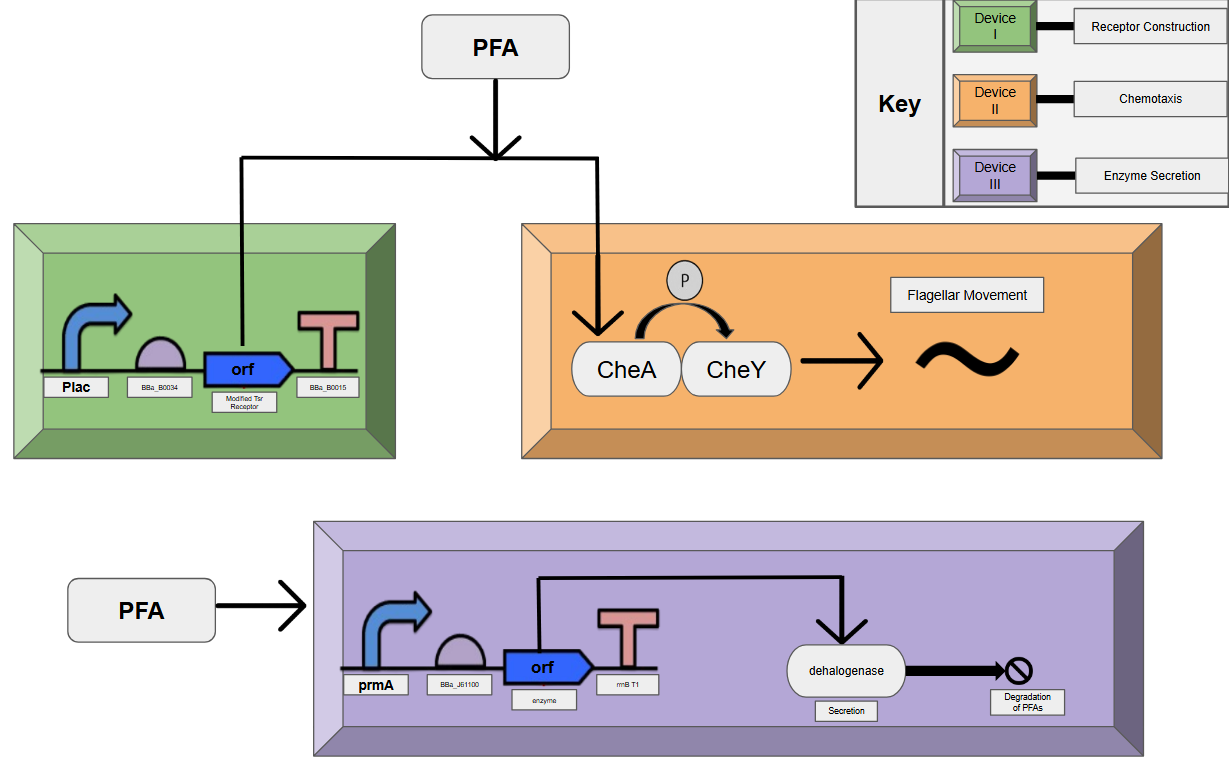 PFA
Key
Device
I
Receptor Construction
Device
II
Chemotaxis
Device
III
Enzyme Secretion
orf
Plac
BBa_B0034
Modified Tsr
Receptor
BBa_B0015
P
CheA
CheY
Flagellar Movement
PFA
orf
prmA
BBa_J61100
enzyme
rrnB T1
dehalogenase
Secretion
Degradation
of PFAs